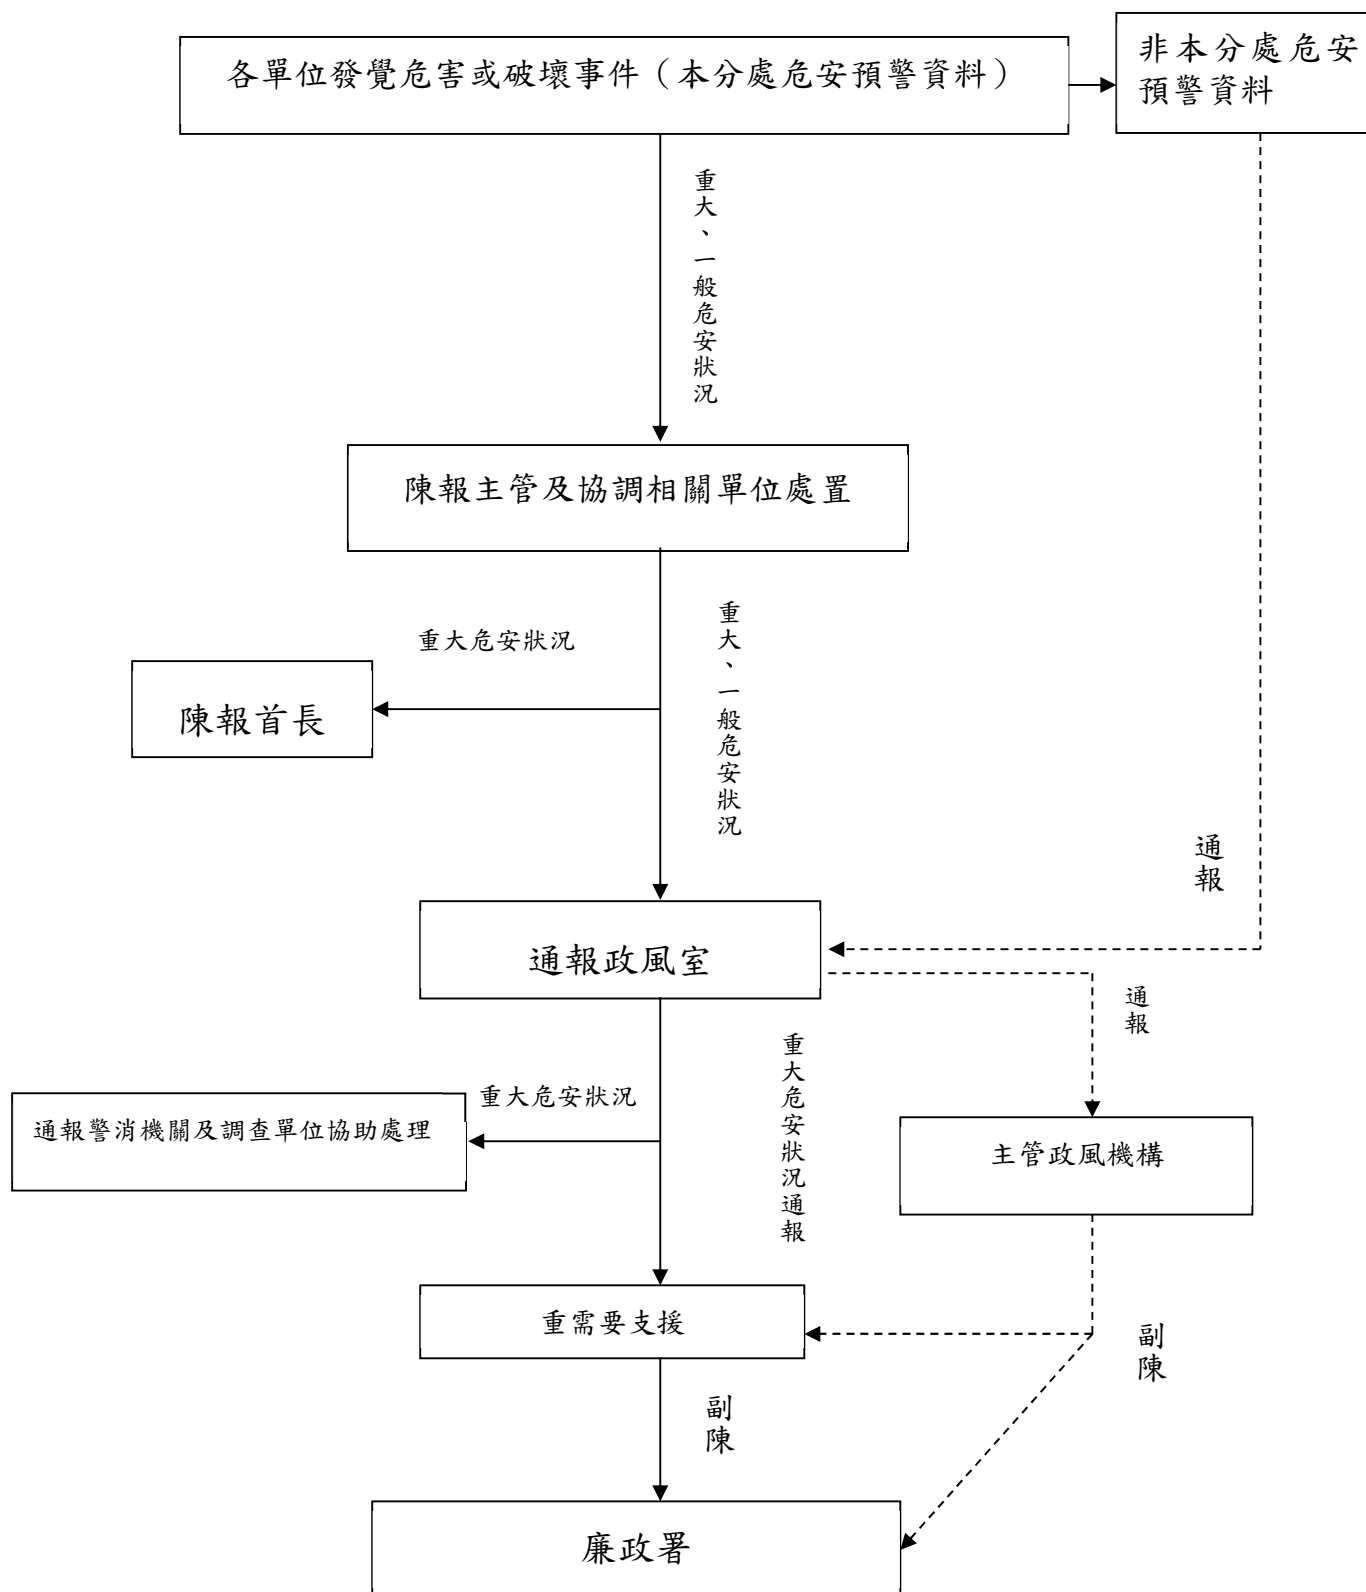 各單位發覺危害或破壞事件（本分處危安預警資料）
非本分處危安
預警資料
重大、一般危安狀況
陳報主管及協調相關單位處置
重大危安狀況
重大、一般危安狀況
陳報首長
通報
通報政風室
通報
重大危安狀況
重大危安狀況通報
通報警消機關及調查單位協助處理
主管政風機構
重需要支援
副陳
副陳
廉政署